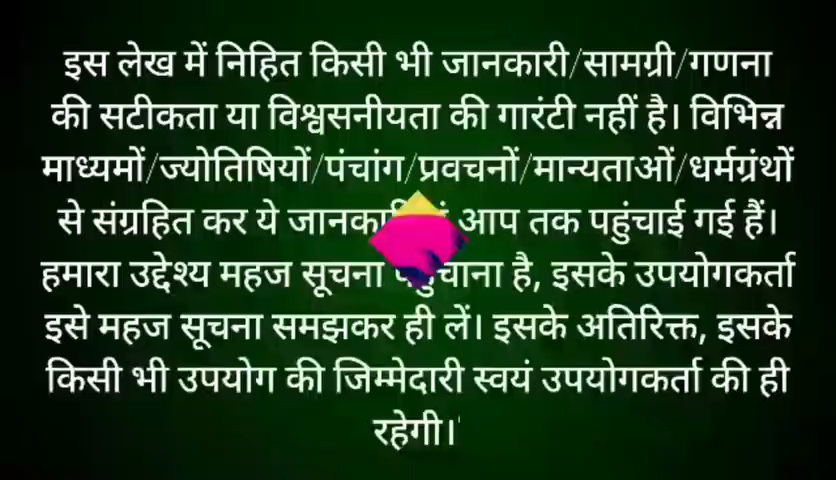 इस लेख में निहित किसी भी जानकारी/सामग्री/गणना
की सटीकता या विश्वसनीयता की गारंटी नहीं है। विभिन्न
माध्यमों/ज्योतिषियों/पंचांग/प्रवचनों/मान्यताओं/धर्मग्रंथों
से संग्रहित कर ये आप तक पहुंचाई गई हैं।
हमारा उद्देश्य महज सूचना है, इसके उपयोगकर्ता
इसे महज सूचना समझकर ही लें। इसके अतिरिक्त, इसके
किसी भी उपयोग की जिम्मेदारी स्वयं उपयोगकर्ता की ही
रहेगी।'